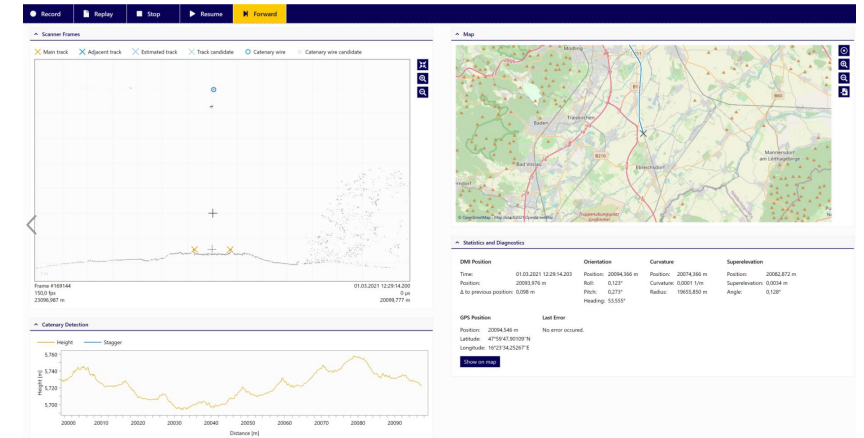 Record Replay Stop Resume Forward
Scanner Frames
Main track Adjacent track Estimated track Track candidate Catenary wire Catenary wire candidate
Frame #169144 01.03.2021 12:29:14.200
150,0 fps 0 µs
23096,987 m 20099,777 m
Catenary Detection
Height Stagger
Height [m]
5,760
5,740
5,720
5,700
20000 20010 20020 20030 20040 20050 20060 20070 20080 20090
Distance [m]
Map
Mödling
B1
B60
Traiskirchen
Baden
Bad Vöslau
B210
Ebreichsdorf
Mannersdorf
am Leithagebirge
Statistics and Diagnostics
DMI Position Orientation Curvature Superelevation
Time: 01.03.2021 12:29:14.203 Position: 20094,366 m Position: 20074,366 m Position: 20082,872 m
Position: 20093,976 m Roll: 0,123° Curvature: 0,0001 1/m Superelevation: 0,0034 m
Δ to previous position: 0,098 m Pitch: 0,273° Radius: 19655,850 m Angle: 0,128°
Heading: 53,555°
GPS Position Last Error
Position: 20094,546 m No error occured.
Latitude: 47°59'47,90109"N
Longitude: 16°23'34,25267"E
Show on map